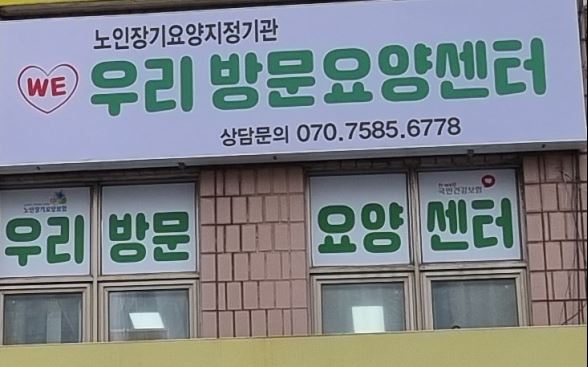 노인장기요양지정기관
WE 우리 방문요양센터
상담문의 070.7585.6778
노인장기요양보험
국민건강보험
우리 방문 요양 센터